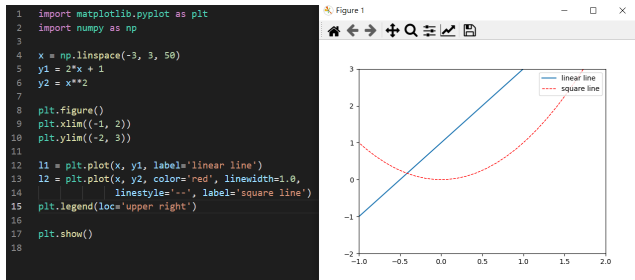 1 import matplotlib.pyplot as plt
2 import numpy as np
3
4 x = np.linspace(-3, 3, 50)
5 y1 = 2*x + 1
6 y2 = x**2
7
8 plt.figure()
9 plt.xlim((-1, 2))
10 plt.ylim((-2, 3))
11
12 l1 = plt.plot(x, y1, label='linear line')
13 l2 = plt.plot(x, y2, color='red', linewidth=1.0,
14 linestyle='--', label='square line')
15 plt.legend(loc='upper right')
16
17 plt.show()
18
Figure 1
linear line
square line
3
2
1
0
−1
−2
−1.0 −0.5 0.0 0.5 1.0 1.5 2.0